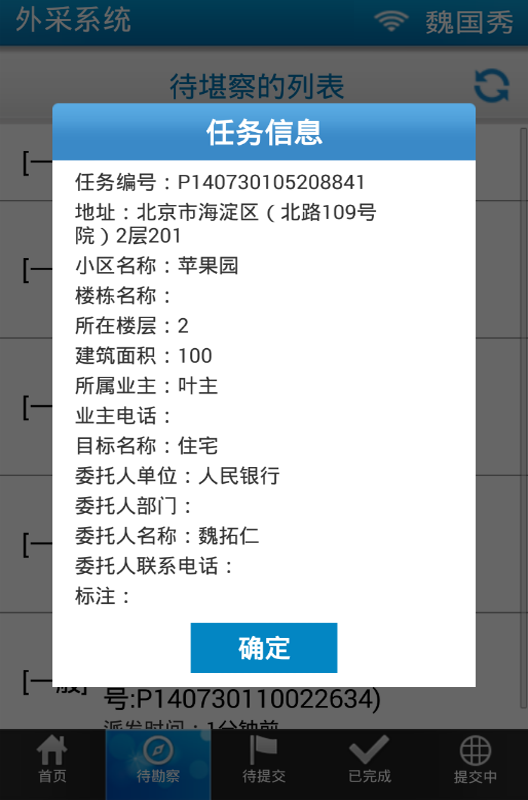 外采系统 魏国秀
待堪察的列表
任务信息
[一
任务编号：P140730105208841
地址：北京市海淀区（北路109号
院）2层201
小区名称：苹果园
[一
楼栋名称：
所在楼层：2
建筑面积：100
所属业主：叶主
[一
业主电话：
目标名称：住宅
委托人单位：人民银行
委托人部门：
委托人名称：魏拓仁
[一
委托人联系电话：
标注：
确定
[一般]
号:P140730110022634)
派发时间：1分钟前
首页 待勘察 待提交 已完成 提交中